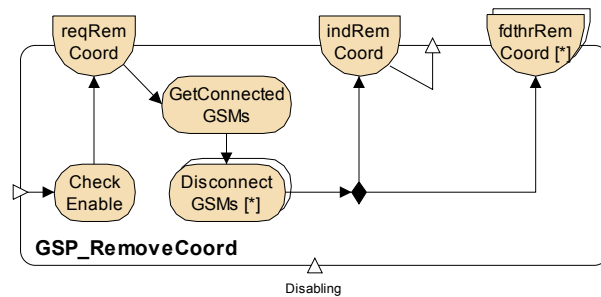 reqRem
Coord
indRem
Coord
fdthrRem
Coord [*]
GetConnected
GSMs
Check
Enable
Disconnect
GSMs [*]
GSP_RemoveCoord
Disabling